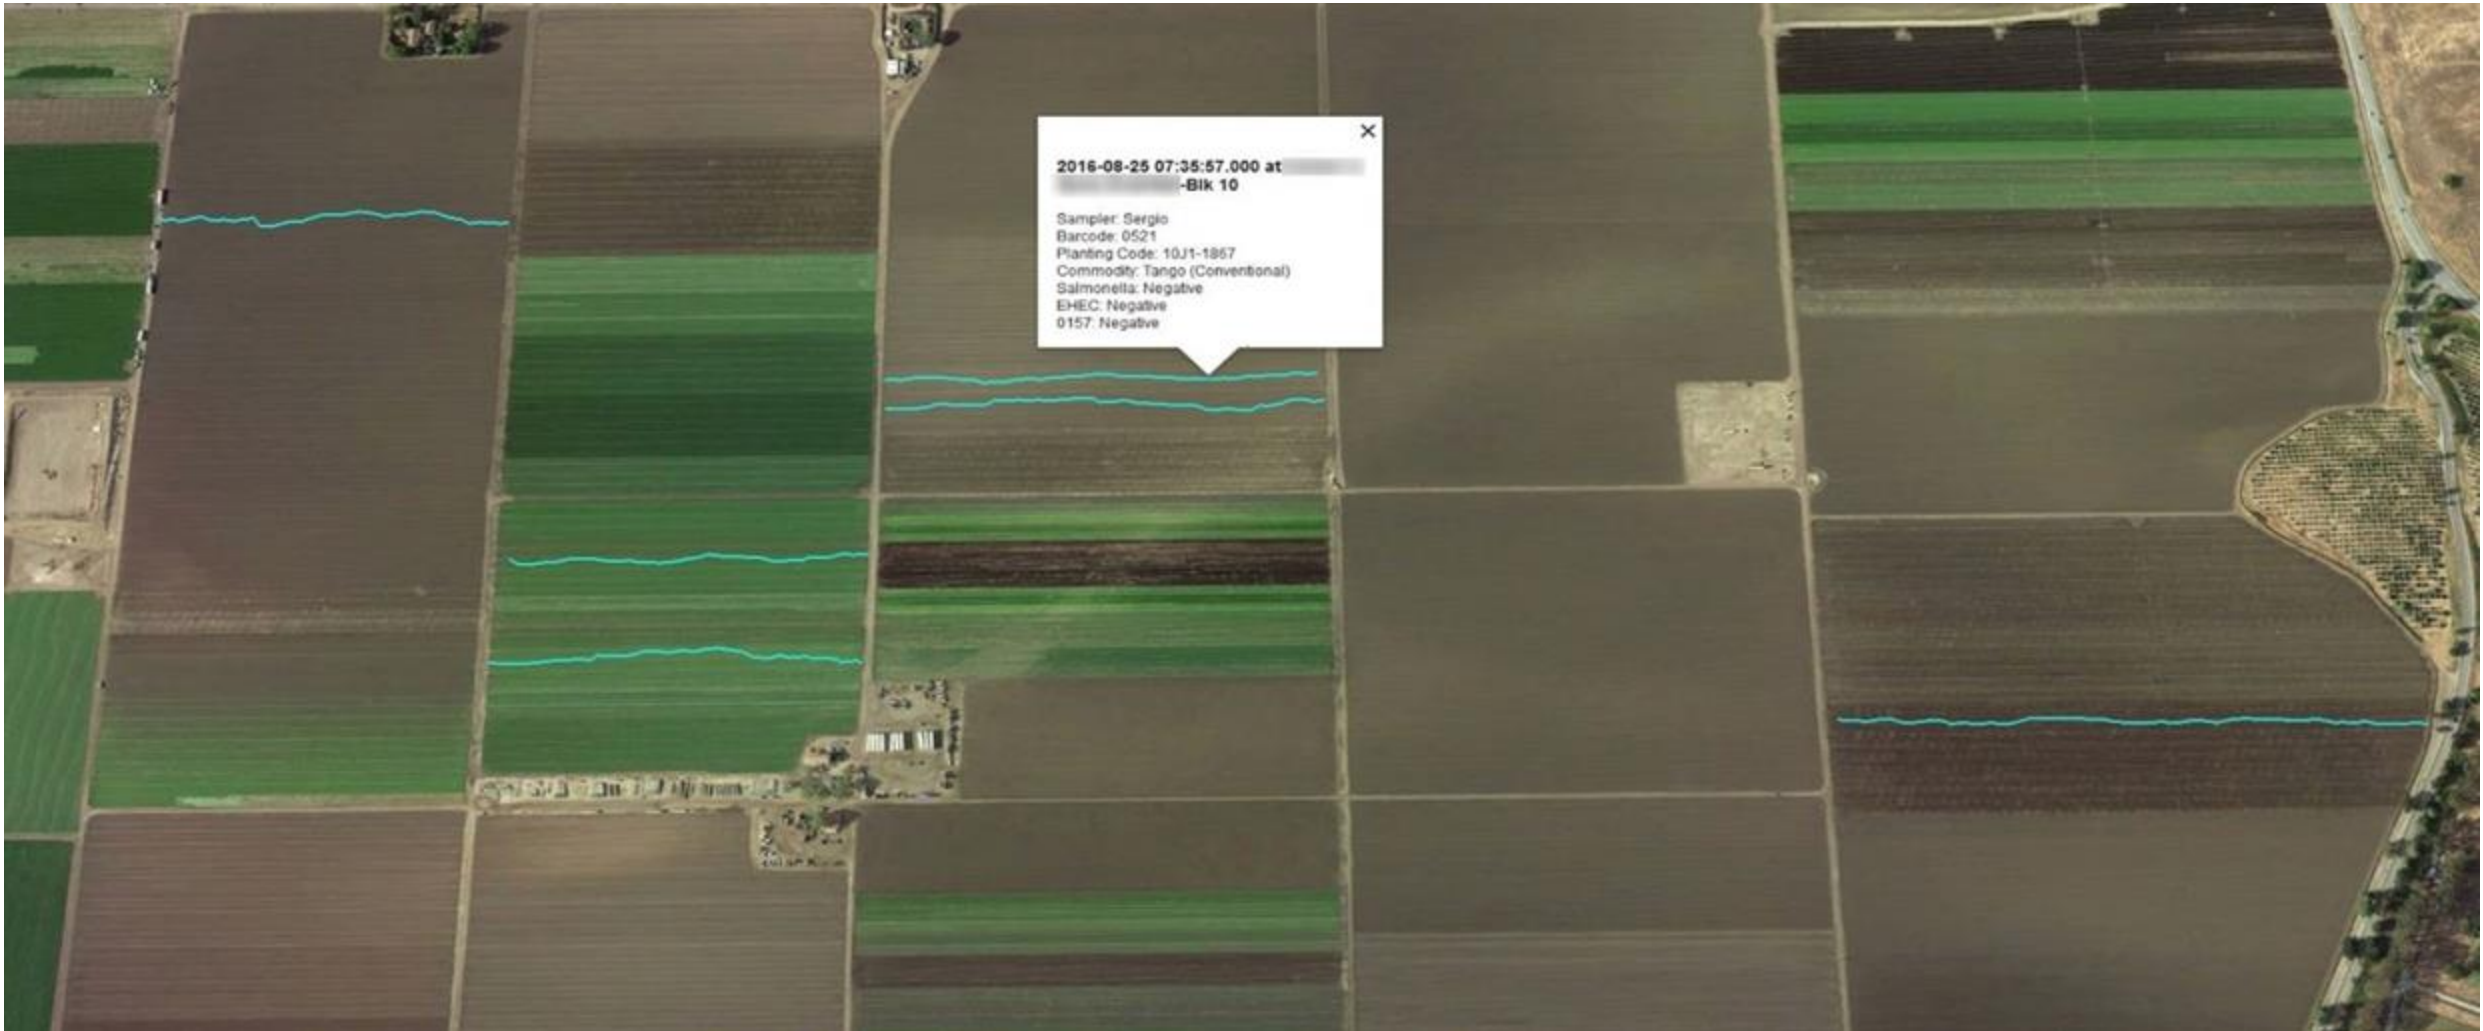 2016-08-25 07:35:57.000 at
-Blk 10
Sampler: Sergio
Barcode: 0521
Planting Code: 10J1-1867
Commodity: Tango (Conventional)
Salmonella: Negative
EHEC: Negative
0157: Negative